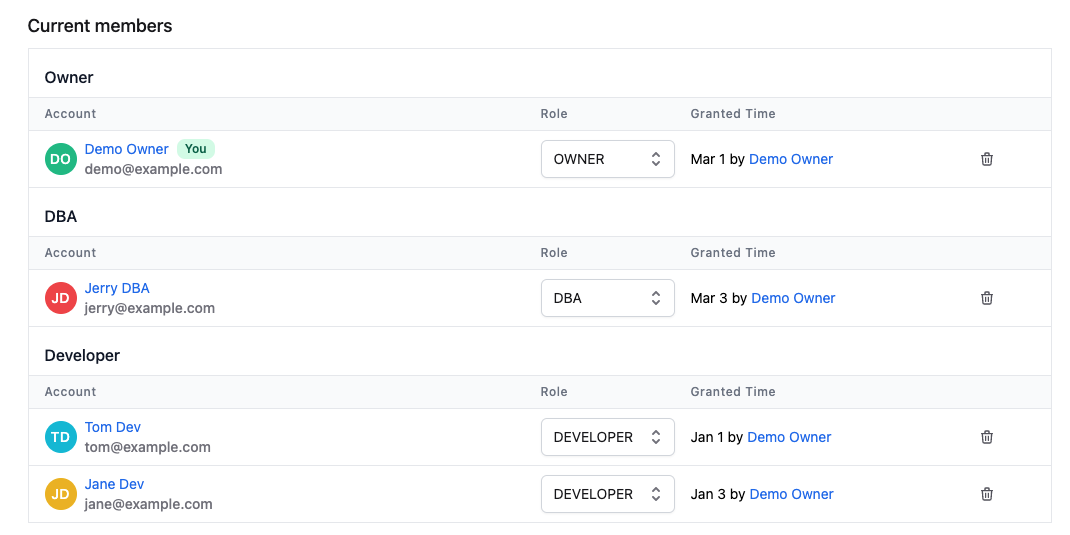 Current members
Owner
Account Role Granted Time
DO Demo Owner You OWNER Mar 1 by Demo Owner
demo@example.com
DBA
Account Role Granted Time
JD Jerry DBA DBA Mar 3 by Demo Owner
jerry@example.com
Developer
Account Role Granted Time
TD Tom Dev DEVELOPER Jan 1 by Demo Owner
tom@example.com
JD Jane Dev DEVELOPER Jan 3 by Demo Owner
jane@example.com